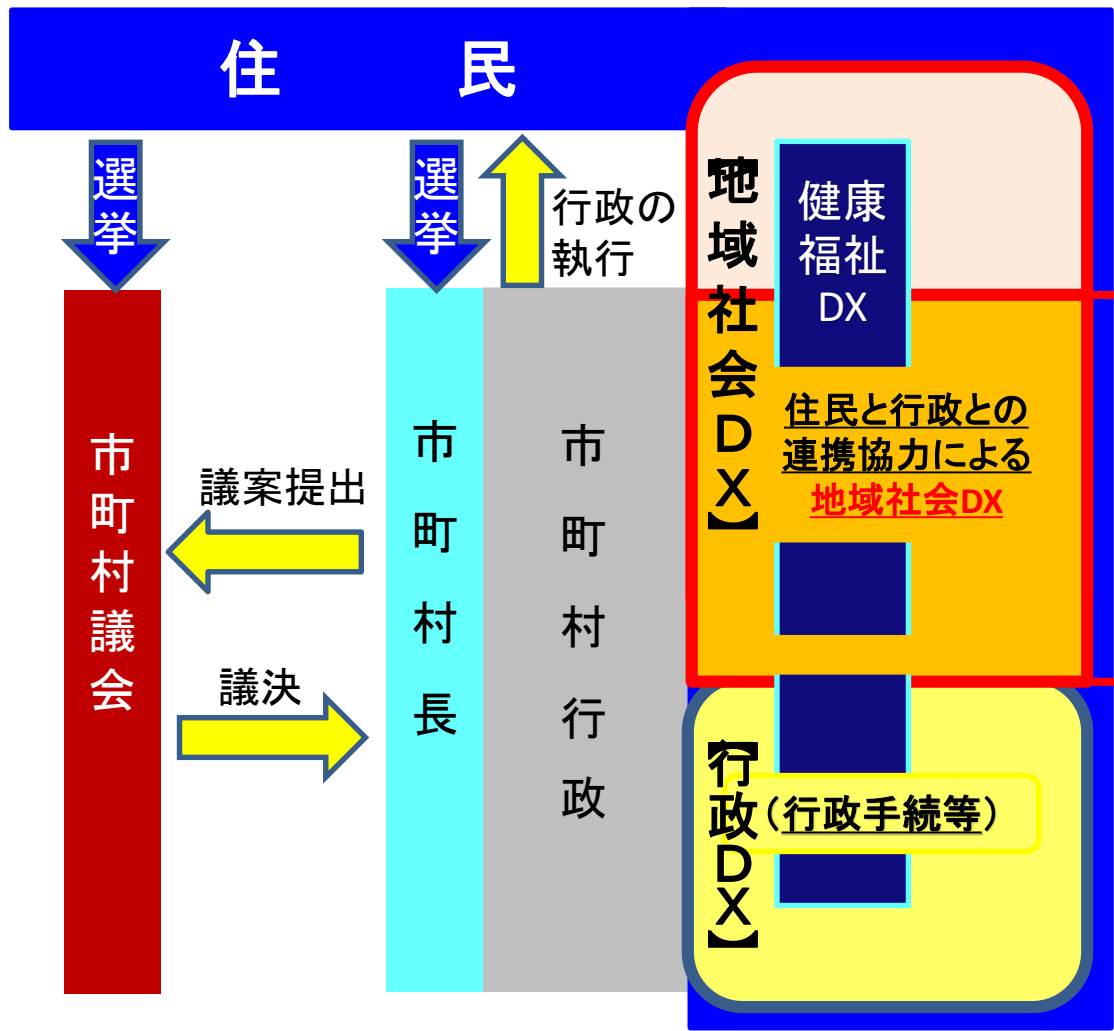 住民
選挙
選挙
行政の
執行
市町村議会
議案提出
議決
市町村長
市町村行政
【地域社会ＤＸ】
健康
福祉
DX
住民と行政との
連携協力による
地域社会DX
【行政ＤＸ】
（行政手続等）